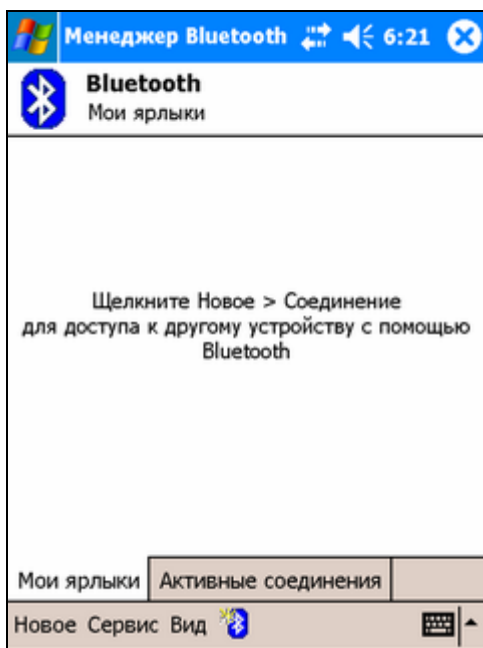 Менеджер Bluetooth 6:21
Bluetooth
Мои ярлыки
Щелкните Новое > Соединение
для доступа к другому устройству с помощью
Bluetooth
Мои ярлыки Активные соединения
Новое Сервис Вид